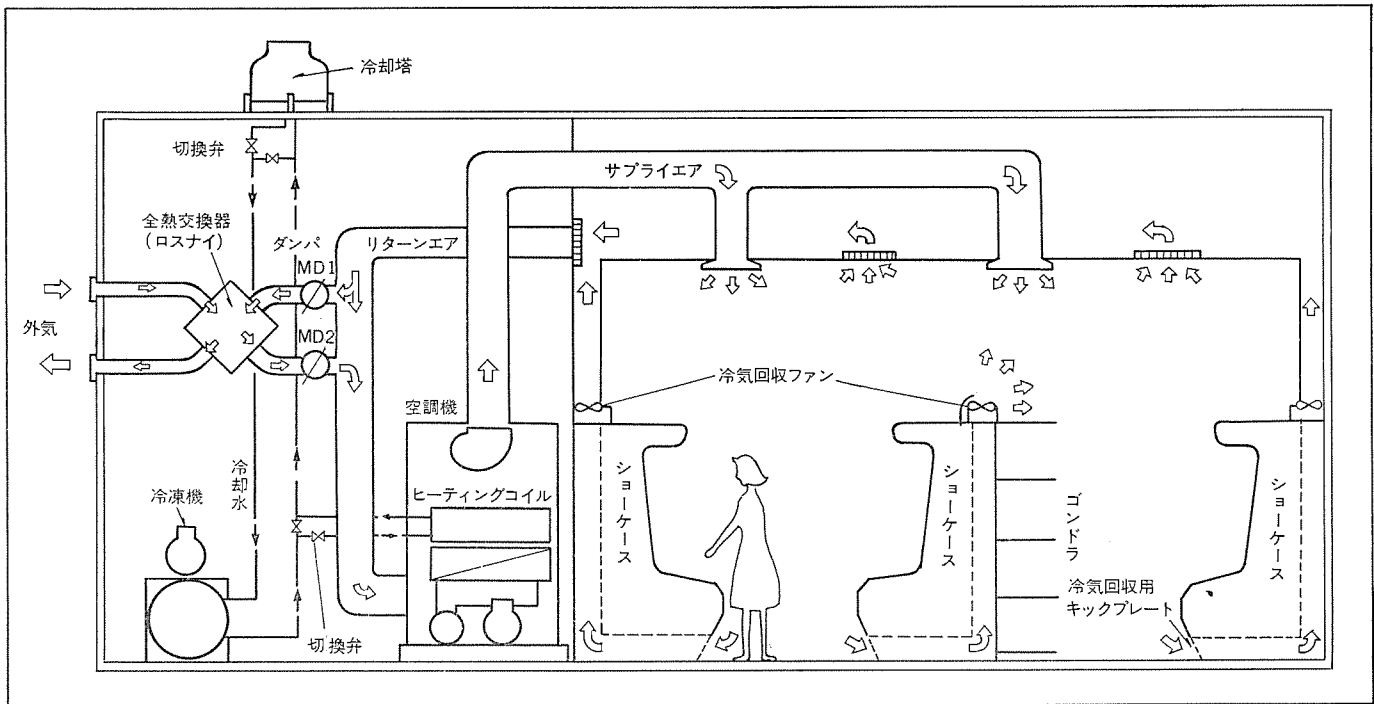 冷却塔
切換弁
サプライエア
全熱交換器
(ロスナイ)
ダンパ
リターンエア
MD1
外気
MD2
冷気回収ファン
空調機
冷却水
冷凍機
ヒーティングコイル
ショーケース
ショーケース
ゴンドラ
ショーケース
冷気回収用
キックプレート
切換弁